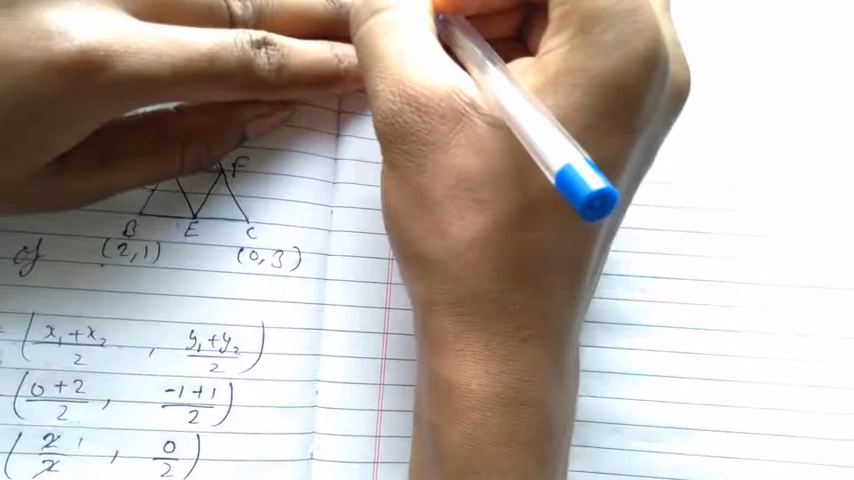 F
B E C
of (2,1) (0,3)
(x₁+x₂/2 , y₁+y₂/2)
(0+2/2 , -1+1/2)
(2/2 1 , 0/2)